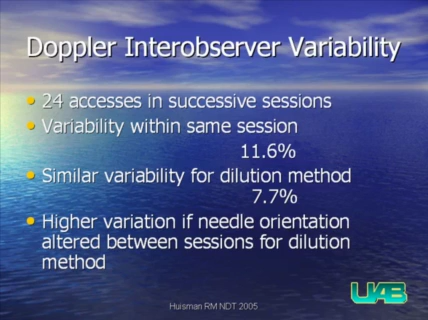 Doppler Interobserver Variability
• 24 accesses in successive sessions
• Variability within same session
11.6%
• Similar variability for dilution method
7.7%
• Higher variation if needle orientation
altered between sessions for dilution
method
UAB
Huisman RM NDT 2005